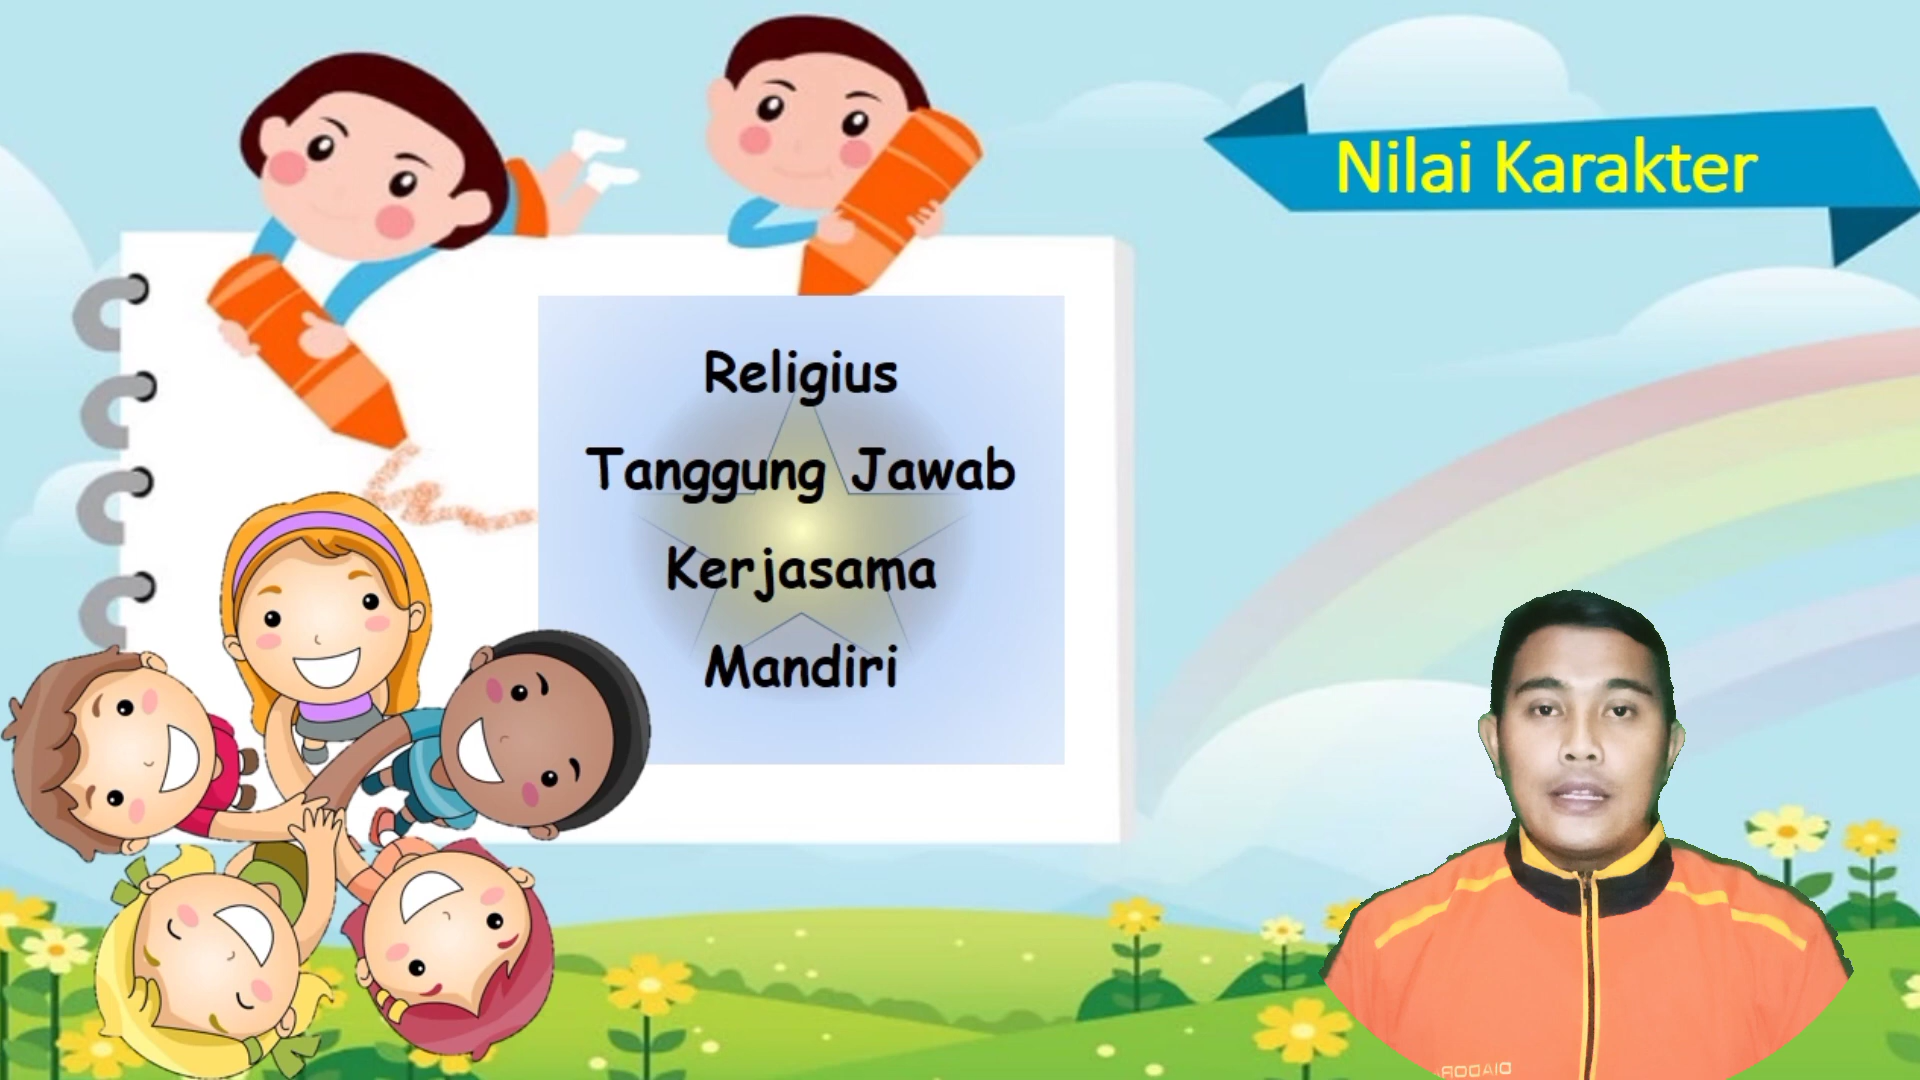 Nilai Karakter
Religius
Tanggung Jawab
Kerjasama
Mandiri